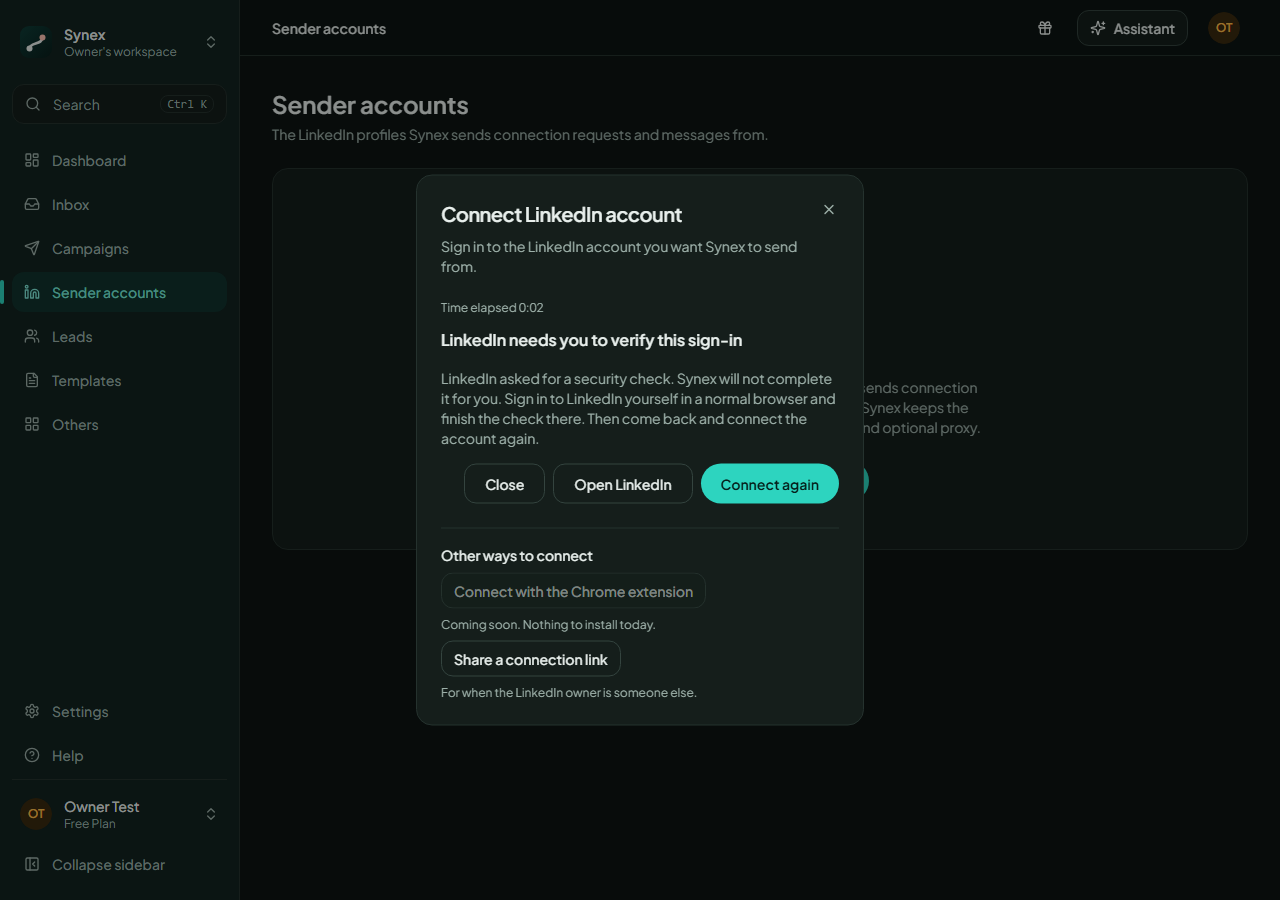 Synex
Owner's workspace
Search
Ctrl K
Dashboard
Inbox
Campaigns
Sender accounts
Leads
Templates
Others
Settings
Help
OT
Owner Test
Free Plan
Collapse sidebar
Sender accounts
Assistant
OT
Sender accounts
The LinkedIn profiles Synex sends connection requests and messages from.
sends connection
Synex keeps the
and optional proxy.
Connect LinkedIn account
Sign in to the LinkedIn account you want Synex to send
from.
Time elapsed 0:02
LinkedIn needs you to verify this sign-in
LinkedIn asked for a security check. Synex will not complete
it for you. Sign in to LinkedIn yourself in a normal browser and
finish the check there. Then come back and connect the
account again.
Close
Open LinkedIn
Connect again
Other ways to connect
Connect with the Chrome extension
Coming soon. Nothing to install today.
Share a connection link
For when the LinkedIn owner is someone else.